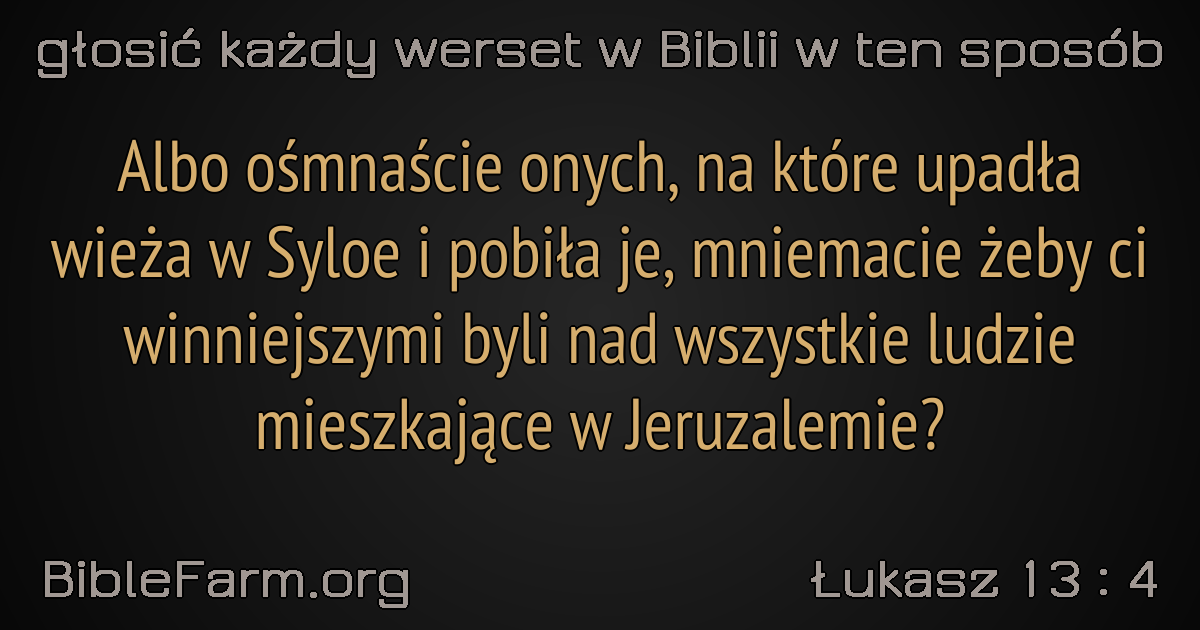 głosić każdy werset w Biblii w ten sposób
Albo ośmnaście onych, na które upadła
wieża w Syloe i pobiła je, mniemacie żeby ci
winniejszymi byli nad wszystkie ludzie
mieszkające w Jeruzalemie?
BibleFarm.org
Łukasz 13 : 4